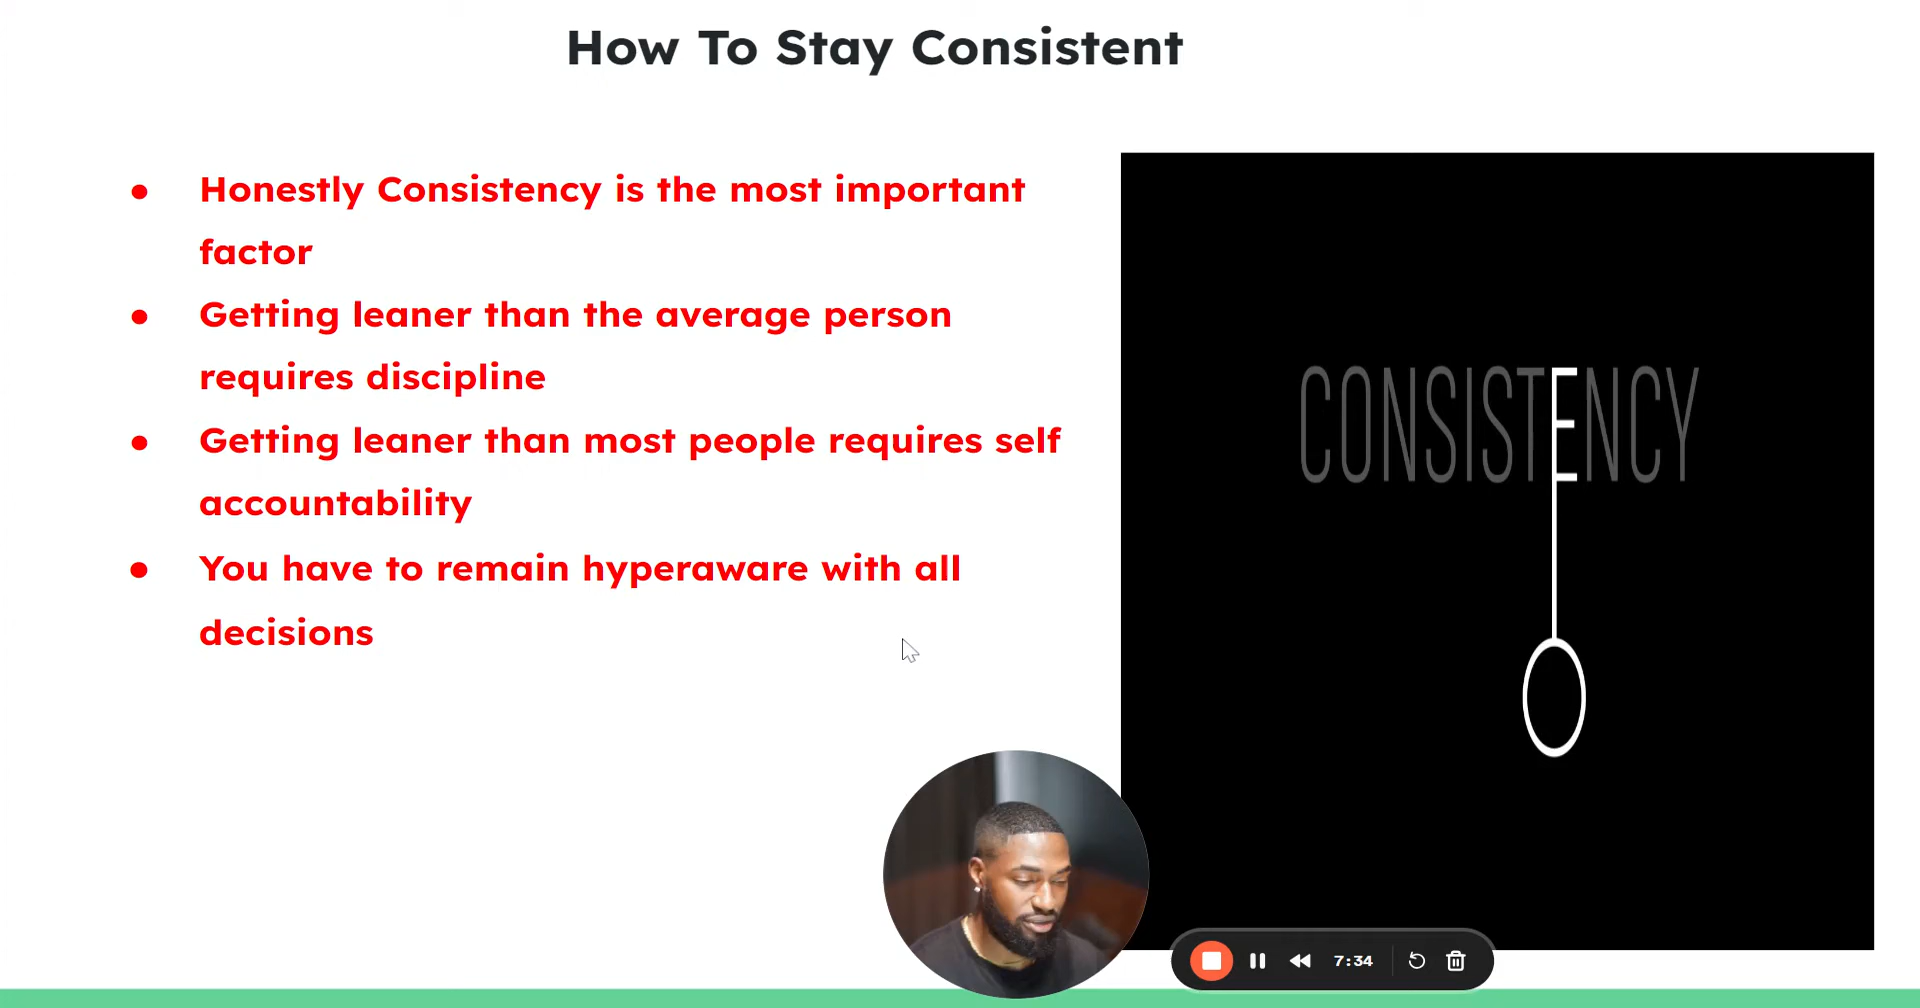 How To Stay Consistent
● Honestly Consistency is the most important
factor
● Getting leaner than the average person
requires discipline
● Getting leaner than most people requires self
accountability
● You have to remain hyperaware with all
decisions
CONSISTENCY
7:34